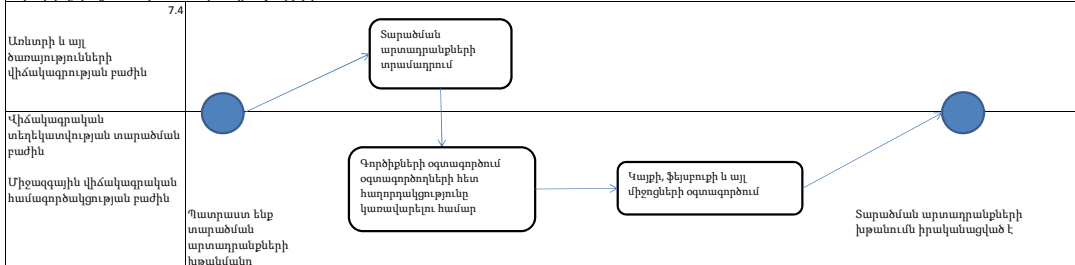 7.4
Առևտրի և այլ
ծառայությունների
վիճակագրության բաժին
Տարածման
արտադրանքների
տրամադրում
Վիճակագրական
տեղեկատվության տարածման
բաժին
Միջազգային վիճակագրական
համագործակցության բաժին
Պատրաստ ենք
տարածման
արտադրանքների
խթանմանը
Գործիքների օգտագործում
օգտագործողների հետ
հաղորդակցությունը
կառավարելու համար
Կայքի, ֆեյսբուքի և այլ
միջոցների օգտագործում
Տարածման արտադրանքների
խթանումն իրականացված է